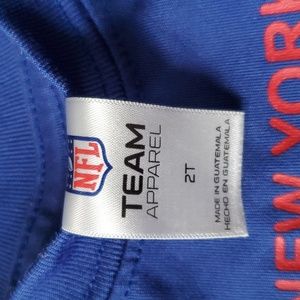 NFL
TEAM
APPAREL
2T
MADE IN GUATEMALA
HECHO EN GUATEMALA
NEW YORK